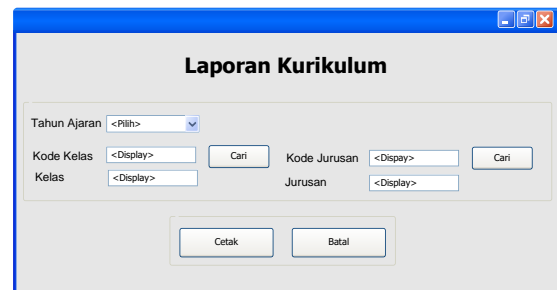 Laporan Kurikulum
Tahun Ajaran <Pilih>
Kode Kelas <Display> Cari Kode Jurusan <Dispay> Cari
Kelas <Display> Jurusan <Display>
Cetak Batal